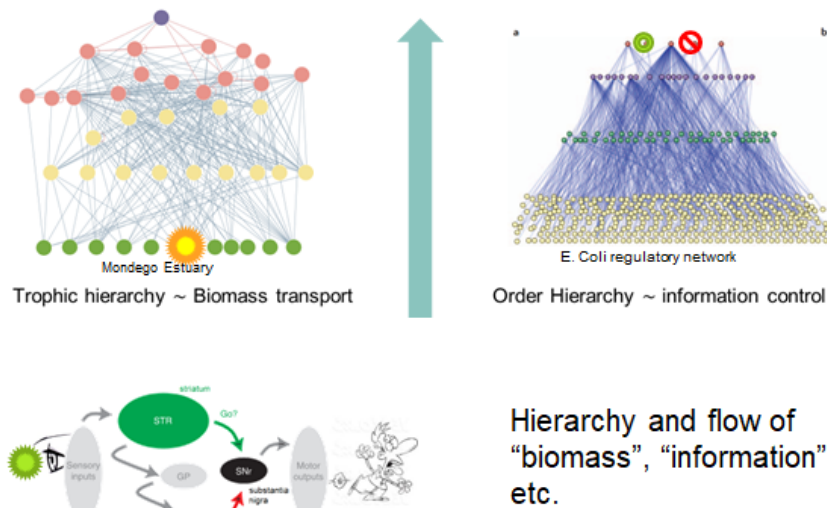 a
b
Mondego Estuary
E. Coli regulatory network
Trophic hierarchy ~ Biomass transport
Order Hierarchy ~ information control
striatum
STR
Go?
Sensory
inputs
GP
SNr
Motor
outputs
substantia
nigra
Hierarchy and flow of
“biomass”, “information”
etc.